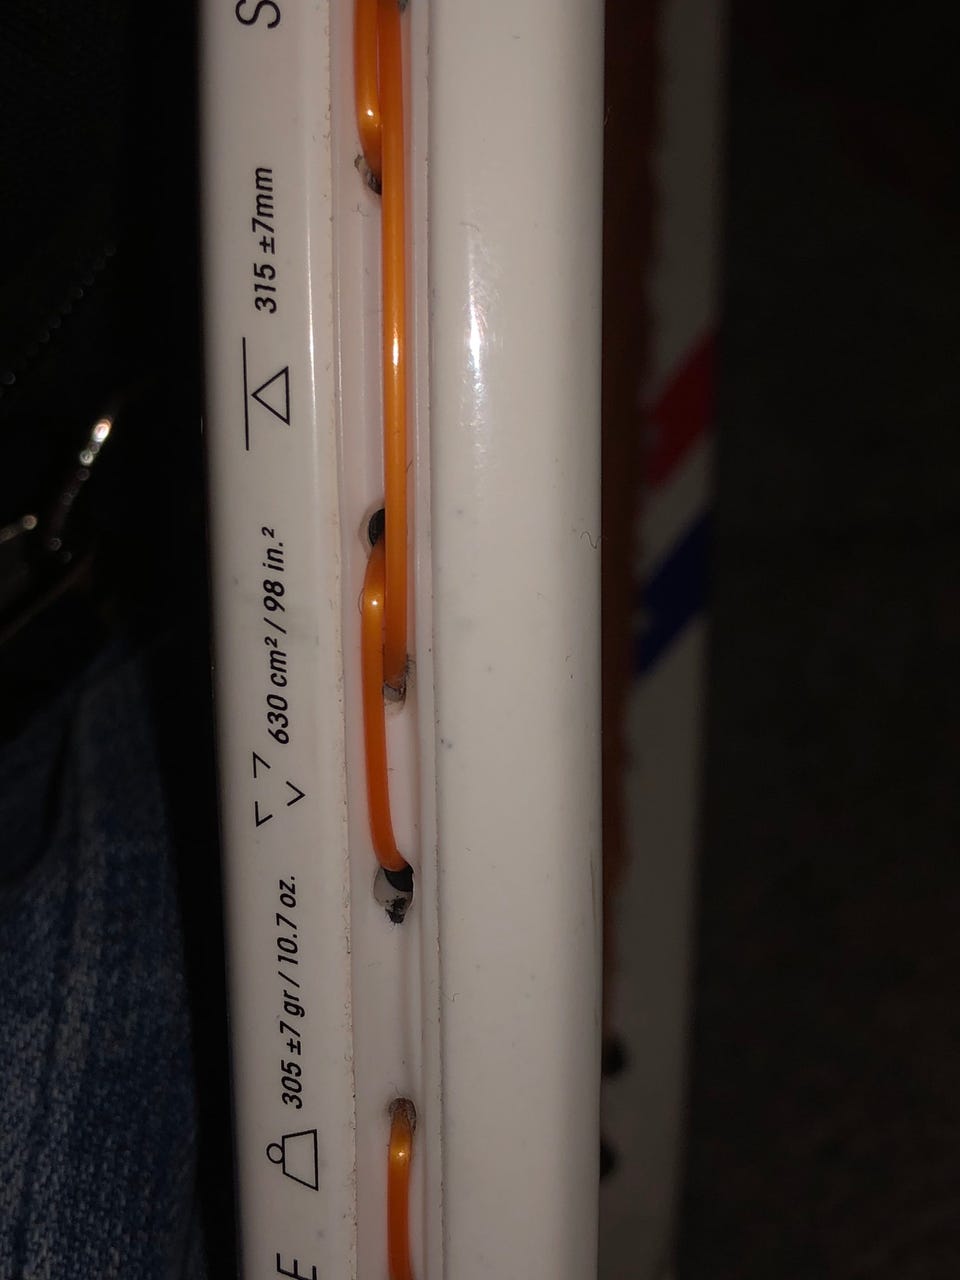 E
305 ±7 gr / 10.7 oz.
630 cm² / 98 in.²
315 ±7mm
S